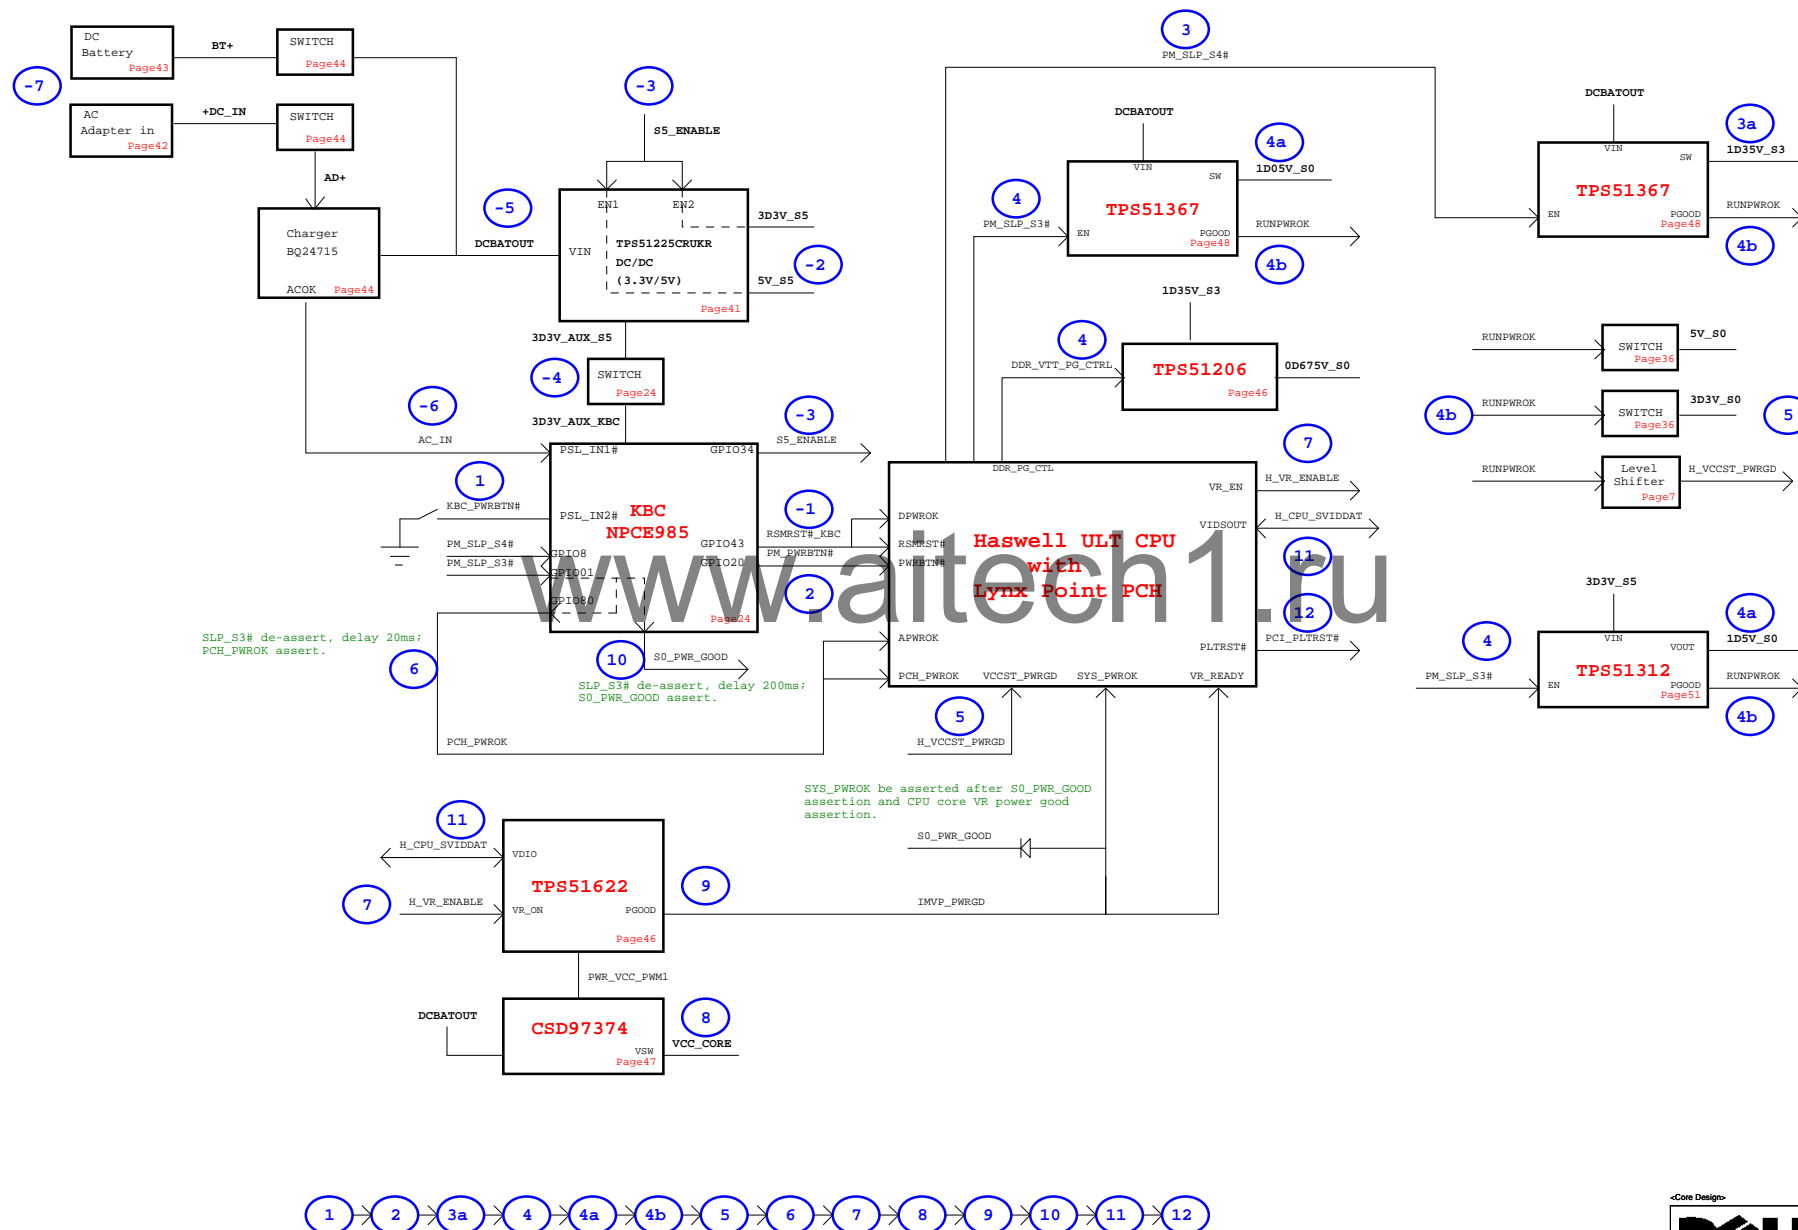 DC
Battery
Page43
BT+
SWITCH
Page44
-7
AC
Adapter in
Page42
+DC_IN
SWITCH
Page44
AD+
Charger
BQ24715
ACOK
Page44
-5
DCBATOUT
-3
S5_ENABLE
EN1
EN2
VIN
TPS51225CRUKR
DC/DC
(3.3V/5V)
Page41
3D3V_S5
-2
5V_S5
3D3V_AUX_S5
-4
SWITCH
Page24
3D3V_AUX_KBC
-6
AC_IN
1
KBC_PWRBTN#
PM_SLP_S4#
PM_SLP_S3#
PSL_IN1#
GPIO34
KBC
NPCE985
PSL_IN2#
GPIO43
GPIO8
GPIO20
GPIO01
GPIO80
Page24
-3
S5_ENABLE
-1
RSMRST#_KBC
PM_PWRBTN#
2
SLP_S3# de-assert, delay 20ms;
PCH_PWROK assert.
6
10
S0_PWR_GOOD
SLP_S3# de-assert, delay 200ms;
S0_PWR_GOOD assert.
PCH_PWROK
3
PM_SLP_S4#
DCBATOUT
4
PM_SLP_S3#
VIN
SW
TPS51367
EN
PGOOD
Page48
4a
1D05V_S0
RUNPWROK
4b
1D35V_S3
4
DDR_VTT_PG_CTRL
TPS51206
Page46
0D675V_S0
DDR_PG_CTL
VR_EN
DPWROK
VIDSOUT
RSMRST#
PWRBTN#
Haswell ULT CPU
with
Lynx Point PCH
APWROK
PLTRST#
PCH_PWROK
VCCST_PWRGD
SYS_PWROK
VR_READY
7
H_VR_ENABLE
H_CPU_SVIDDAT
11
12
PCI_PLTRST#
5
H_VCCST_PWRGD
SYS_PWROK be asserted after S0_PWR_GOOD
assertion and CPU core VR power good
assertion.
S0_PWR_GOOD
IMVP_PWRGD
DCBATOUT
VIN
SW
TPS51367
EN
PGOOD
Page48
3a
1D35V_S3
RUNPWROK
4b
RUNPWROK
SWITCH
Page36
5V_S0
4b
RUNPWROK
SWITCH
Page36
3D3V_S0
5
RUNPWROK
Level
Shifter
Page7
H_VCCST_PWRGD
3D3V_S5
4
PM_SLP_S3#
VIN
VOUT
TPS51312
EN
PGOOD
Page51
4a
1D5V_S0
RUNPWROK
4b
11
H_CPU_SVIDDAT
7
H_VR_ENABLE
VDIO
TPS51622
VR_ON
PGOOD
Page46
9
PWR_VCC_PWM1
DCBATOUT
CSD97374
VSW
Page47
8
VCC_CORE
www.aitech1.ru
1 2 3a 4 4a 4b 5 6 7 8 9 10 11 12
<Core Design>